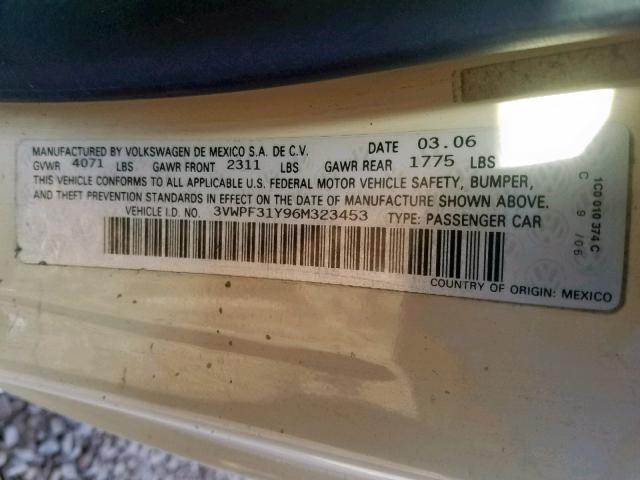 MANUFACTURED BY VOLKSWAGEN DE MEXICO S.A. DE C.V. DATE 03.06
GVWR 4071 LBS GAWR FRONT 2311 LBS GAWR REAR 1775 LBS
THIS VEHICLE CONFORMS TO ALL APPLICABLE U.S. FEDERAL MOTOR VEHICLE SAFETY, BUMPER,
AND THEFT PREVENTION STANDARDS IN EFFECT ON THE DATE OF MANUFACTURE SHOWN ABOVE.
VEHICLE I.D. NO. 3VWPF31Y96M323453 TYPE: PASSENGER CAR
COUNTRY OF ORIGIN: MEXICO
1C0 010 374 C
C 9 /06